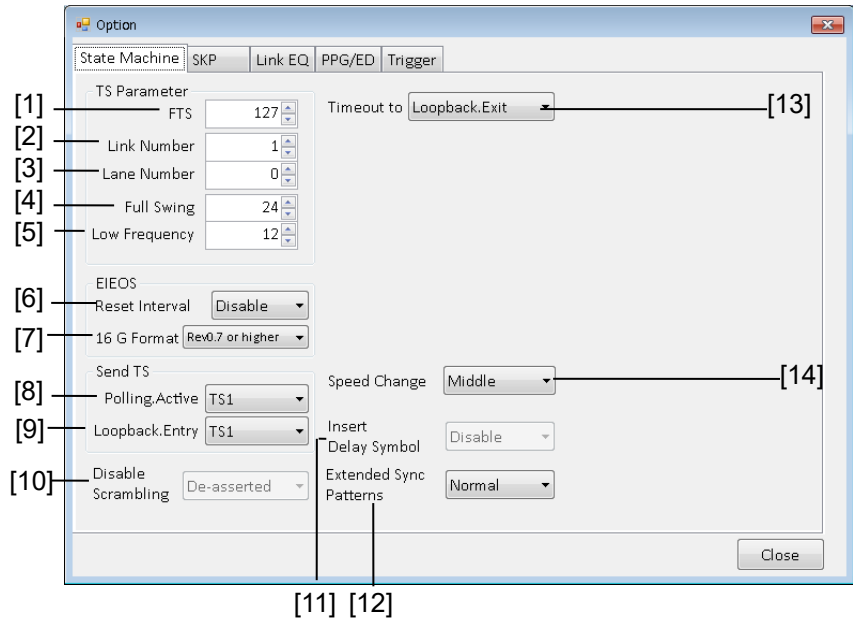 Option
State Machine SKP Link EQ PPG/ED Trigger
TS Parameter
[1] FTS 127
Timeout to Loopback.Exit [13]
[2] Link Number 1
[3] Lane Number 0
[4] Full Swing 24
[5] Low Frequency 12
EIEOS
[6] Reset Interval Disable
[7] 16 G Format Rev0.7 or higher
Send TS
[8] Polling.Active TS1
Speed Change Middle [14]
[9] Loopback.Entry TS1
Insert
Delay Symbol Disable
[10] Disable
Scrambling De-asserted
Extended Sync
Patterns Normal
Close
[11] [12]